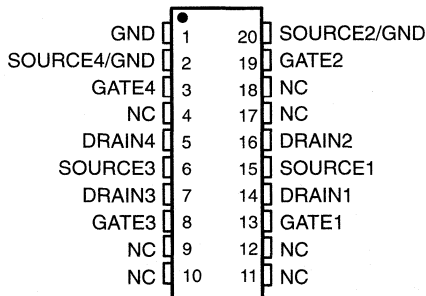 GND 1 20 SOURCE2/GND
SOURCE4/GND 2 19 GATE2
GATE4 3 18 NC
NC 4 17 NC
DRAIN4 5 16 DRAIN2
SOURCE3 6 15 SOURCE1
DRAIN3 7 14 DRAIN1
GATE3 8 13 GATE1
NC 9 12 NC
NC 10 11 NC